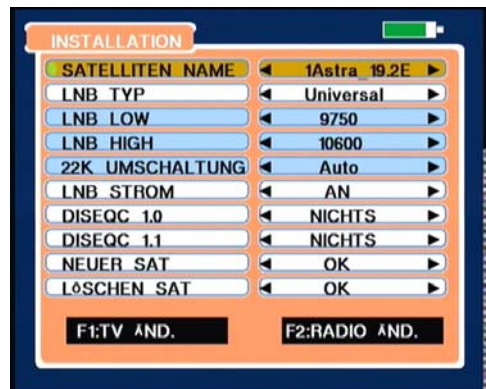 INSTALLATION
SATELLITEN NAME 1Astra_19.2E
LNB TYP Universal
LNB LOW 9750
LNB HIGH 10600
22K UMSCHALTUNG Auto
LNB STROM AN
DISEQC 1.0 NICHTS
DISEQC 1.1 NICHTS
NEUER SAT OK
LÖSCHEN SAT OK
F1:TV ÄND. F2:RADIO ÄND.